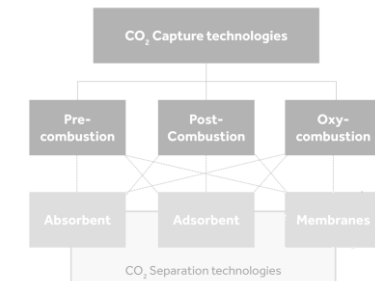 CO₂ Capture technologies
Pre-
combustion
Post-
Combustion
Oxy-
combustion
Absorbent
Adsorbent
Membranes
CO₂ Separation technologies